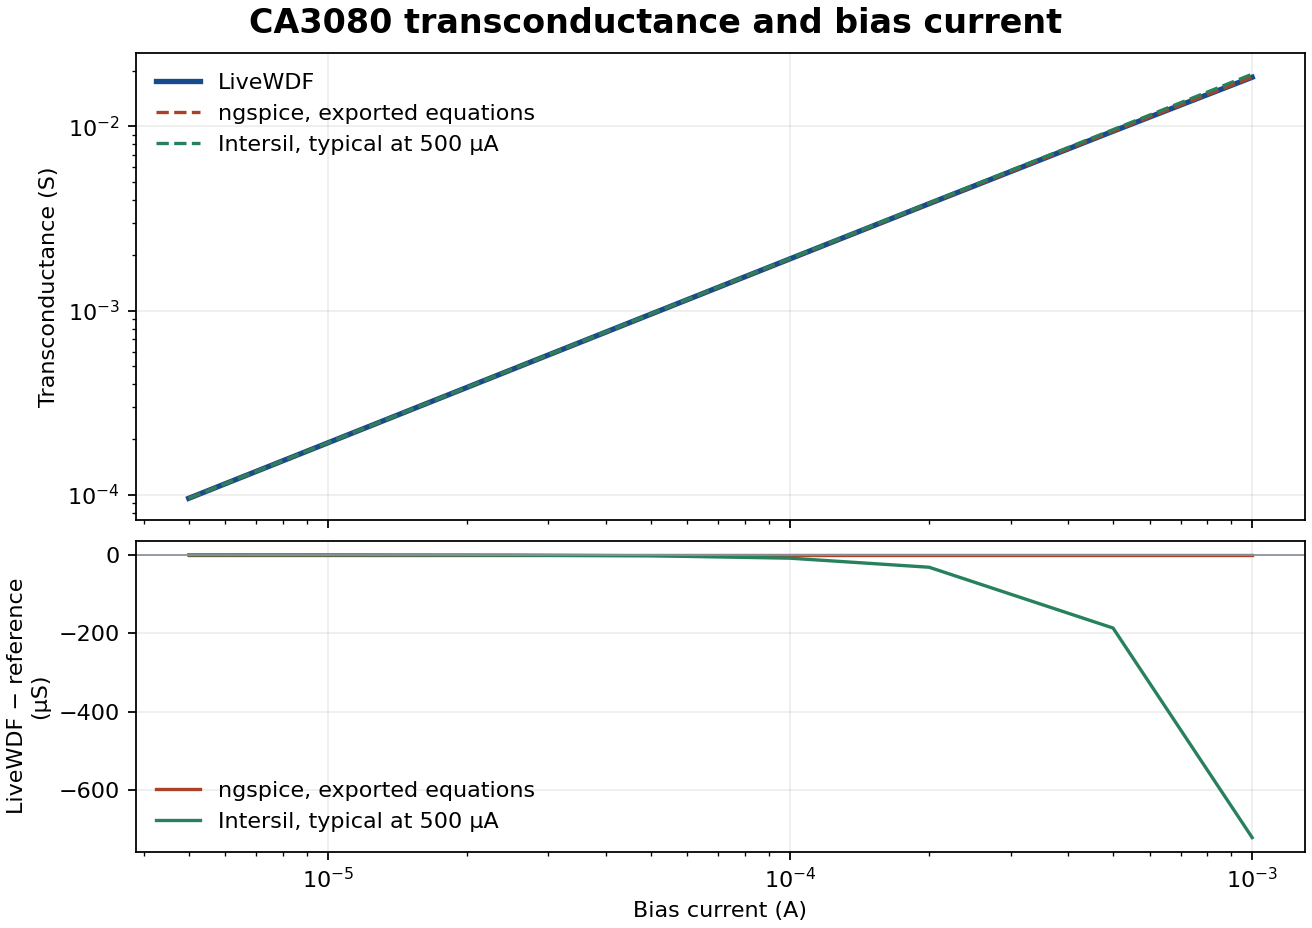 CA3080 transconductance and bias current
LiveWDF
ngspice, exported equations
Intersil, typical at 500 µA
Transconductance (S)
10⁻²
10⁻³
10⁻⁴
LiveWDF − reference
(µS)
0
−200
−400
−600
ngspice, exported equations
Intersil, typical at 500 µA
10⁻⁵
10⁻⁴
10⁻³
Bias current (A)